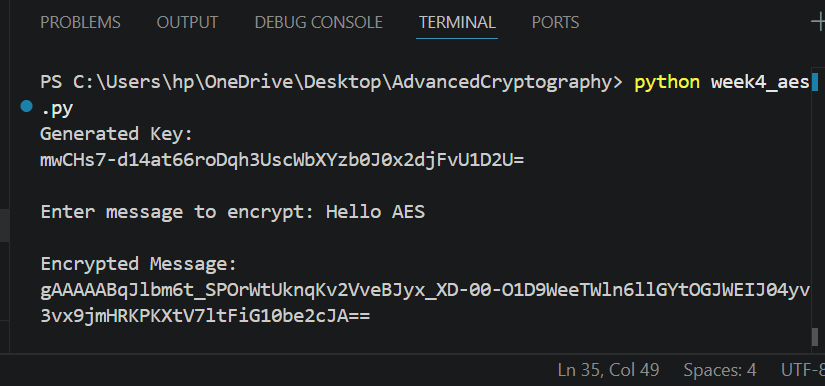 PROBLEMS OUTPUT DEBUG CONSOLE TERMINAL PORTS
PS C:\Users\hp\OneDrive\Desktop\AdvancedCryptography> python week4_aes
.py
Generated Key:
mwCHs7-d14at66roDqh3UscWbXYzb0J0x2djFvU1D2U=
Enter message to encrypt: Hello AES
Encrypted Message:
gAAAAABqJlbm6t_SPOrWtUknqKv2VveBJyx_XD-00-O1D9WeeTWln6llGYtOGJWEIJ04yv
3vx9jmHRKPKXtV7ltFiG10be2cJA==
Ln 35, Col 49 Spaces: 4 UTF-8